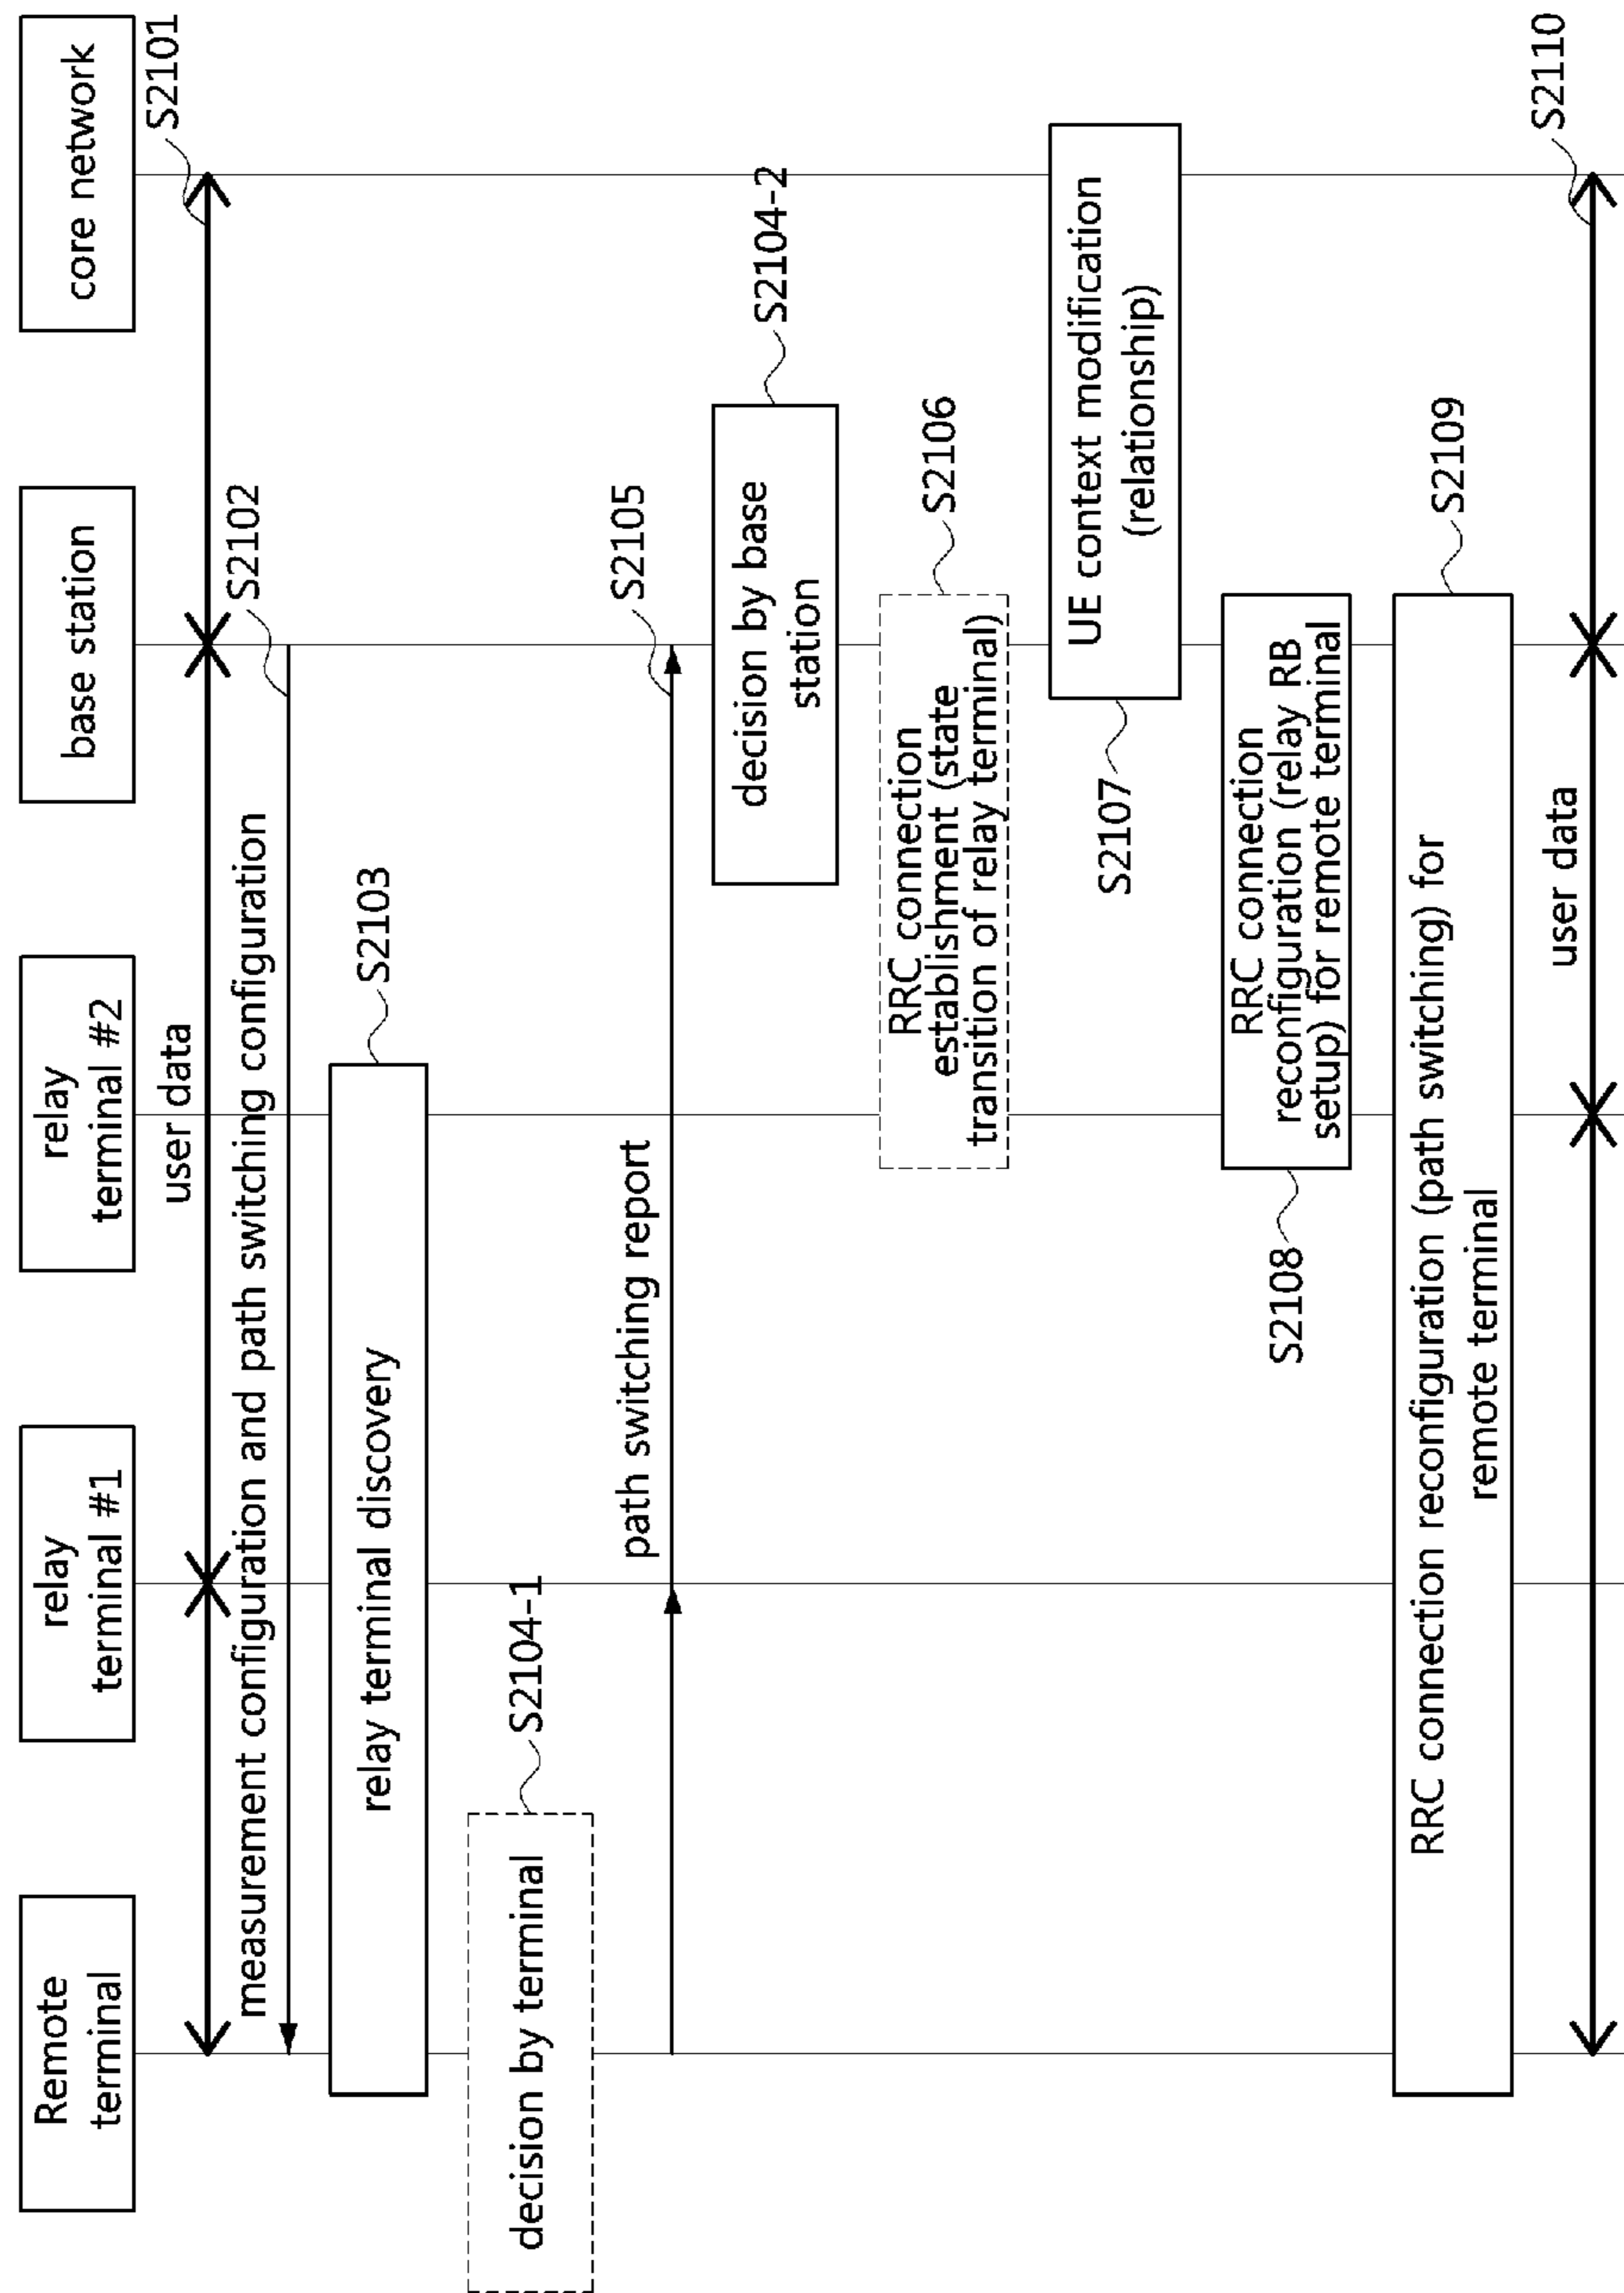 Remote
terminal
relay
terminal #1
relay
terminal #2
base station
core network
user data
S2101
measurement configuration and path switching configuration
S2102
relay terminal discovery
S2103
decision by terminal
S2104-1
path switching report
S2105
decision by base
station
S2104-2
RRC connection
establishment (state
transition of relay terminal)
S2106
UE context modification
(relationship)
S2107
RRC connection
reconfiguration (relay RB
setup) for remote terminal
S2108
RRC connection reconfiguration (path switching) for
remote terminal
S2109
user data
S2110